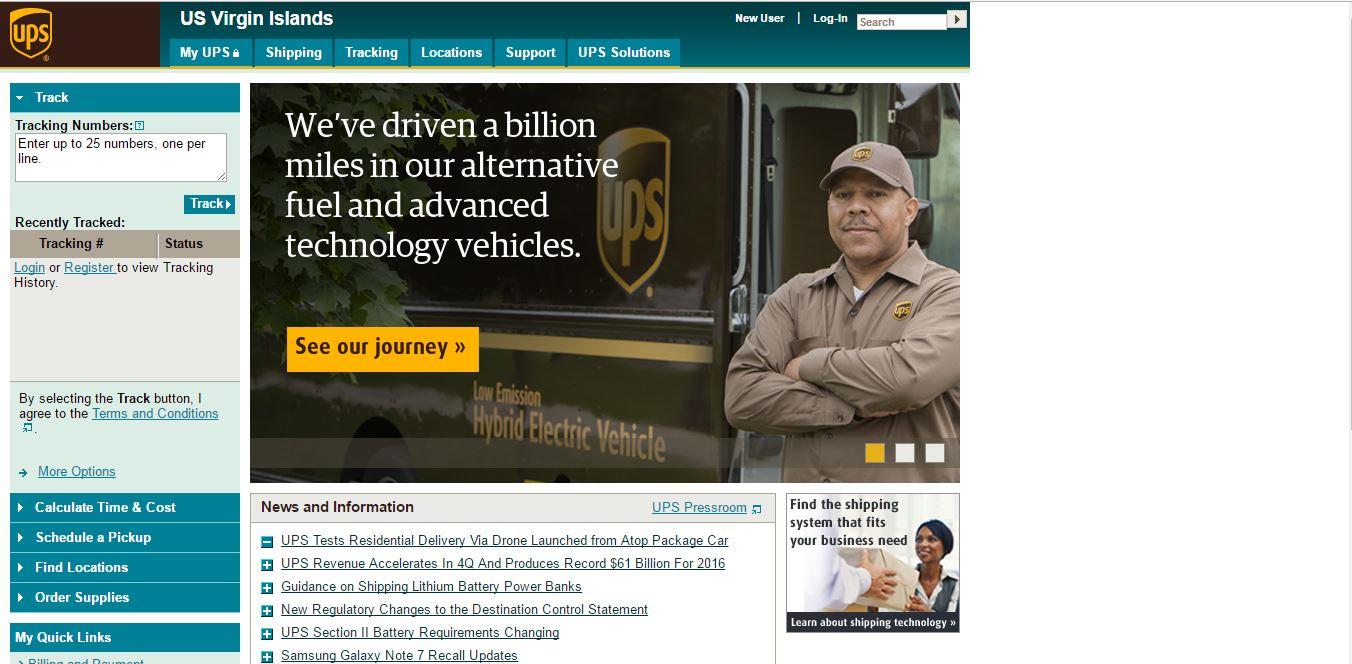 ups
US Virgin Islands
New User | Log-In
Search
My UPS
Shipping
Tracking
Locations
Support
UPS Solutions
Track
Tracking Numbers:
Enter up to 25 numbers, one per
line.
Track
Recently Tracked:
Tracking #
Status
Login or Register to view Tracking
History.
By selecting the Track button, I
agree to the Terms and Conditions
.
More Options
Calculate Time & Cost
Schedule a Pickup
Find Locations
Order Supplies
My Quick Links
Billing and Payment
We've driven a billion
miles in our alternative
fuel and advanced
technology vehicles.
See our journey »
ups
ups
ups
Low Emission
Hybrid Electric Vehicle
News and Information
UPS Pressroom
UPS Tests Residential Delivery Via Drone Launched from Atop Package Car
UPS Revenue Accelerates In 4Q And Produces Record $61 Billion For 2016
Guidance on Shipping Lithium Battery Power Banks
New Regulatory Changes to the Destination Control Statement
UPS Section II Battery Requirements Changing
Samsung Galaxy Note 7 Recall Updates
Find the shipping
system that fits
your business need
Learn about shipping technology »